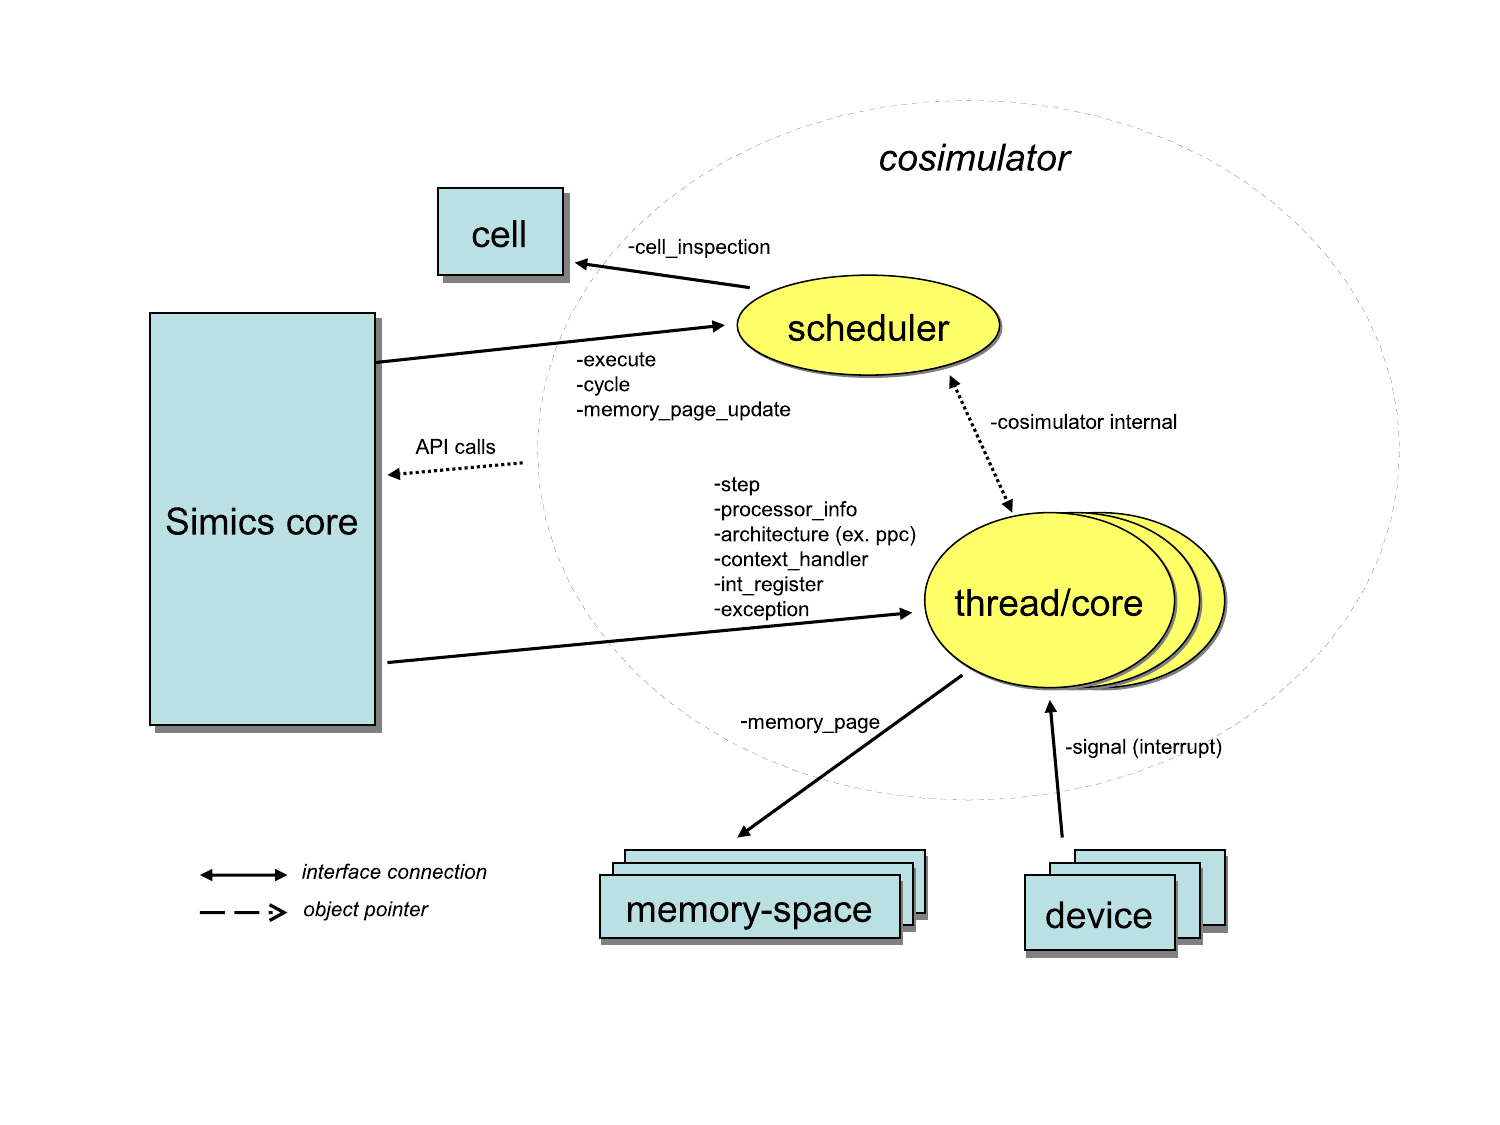 cosimulator
cell
-cell_inspection
scheduler
-execute
-cycle
-memory_page_update
-cosimulator internal
API calls
Simics core
-step
-processor_info
-architecture (ex. ppc)
-context_handler
-int_register
-exception
thread/core
-memory_page
-signal (interrupt)
interface connection
object pointer
memory-space
device